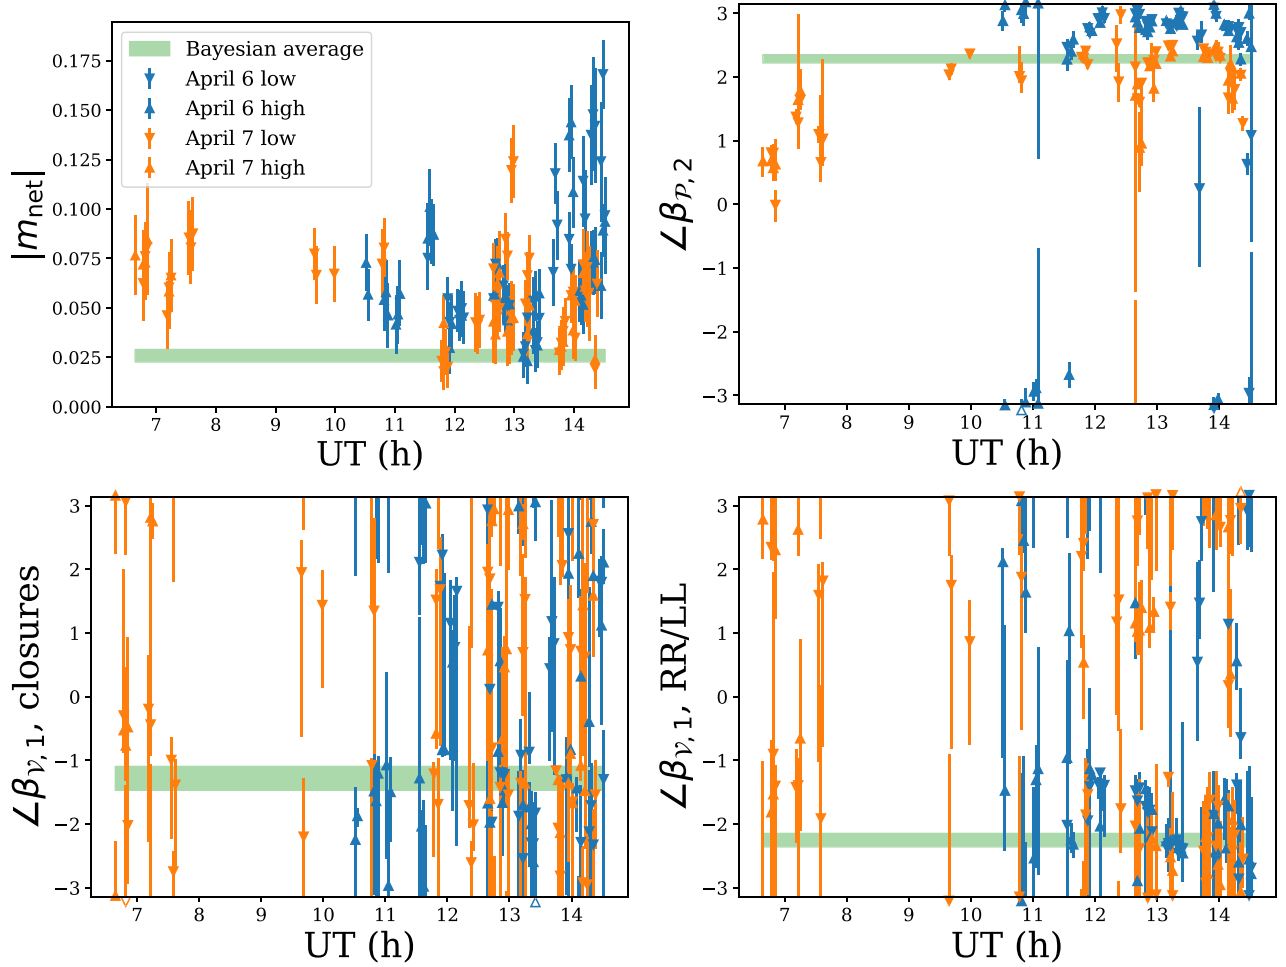 |m_net|
0.175
0.150
0.125
0.100
0.075
0.050
0.025
0.000
Bayesian average
April 6 low
April 6 high
April 7 low
April 7 high
7 8 9 10 11 12 13 14
UT (h)
∠β_𝒫,2
3
2
1
0
−1
−2
−3
7 8 9 10 11 12 13 14
UT (h)
∠β_𝒱,1, closures
3
2
1
0
−1
−2
−3
7 8 9 10 11 12 13 14
UT (h)
∠β_𝒱,1, RR/LL
3
2
1
0
−1
−2
−3
7 8 9 10 11 12 13 14
UT (h)